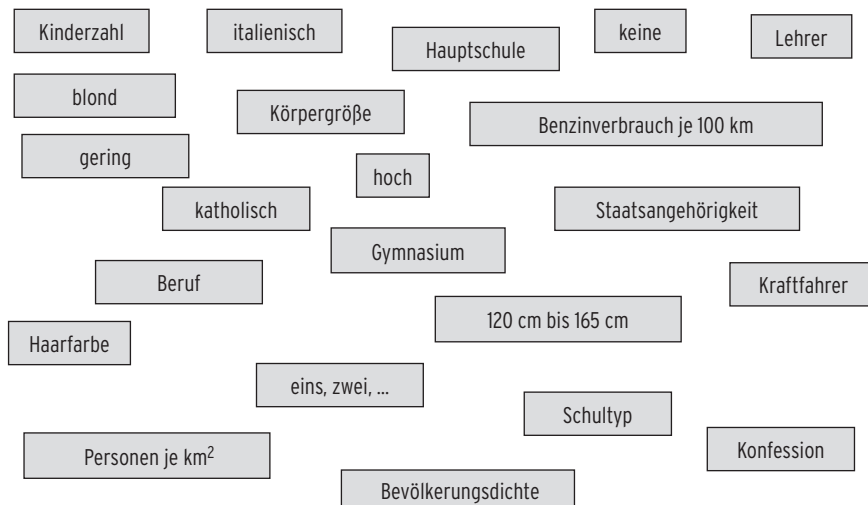 Kinderzahl
italienisch
Hauptschule
keine
Lehrer
blond
Körpergröße
Benzinverbrauch je 100 km
gering
hoch
katholisch
Staatsangehörigkeit
Gymnasium
Beruf
Kraftfahrer
120 cm bis 165 cm
Haarfarbe
eins, zwei, ...
Schultyp
Personen je km²
Konfession
Bevölkerungsdichte